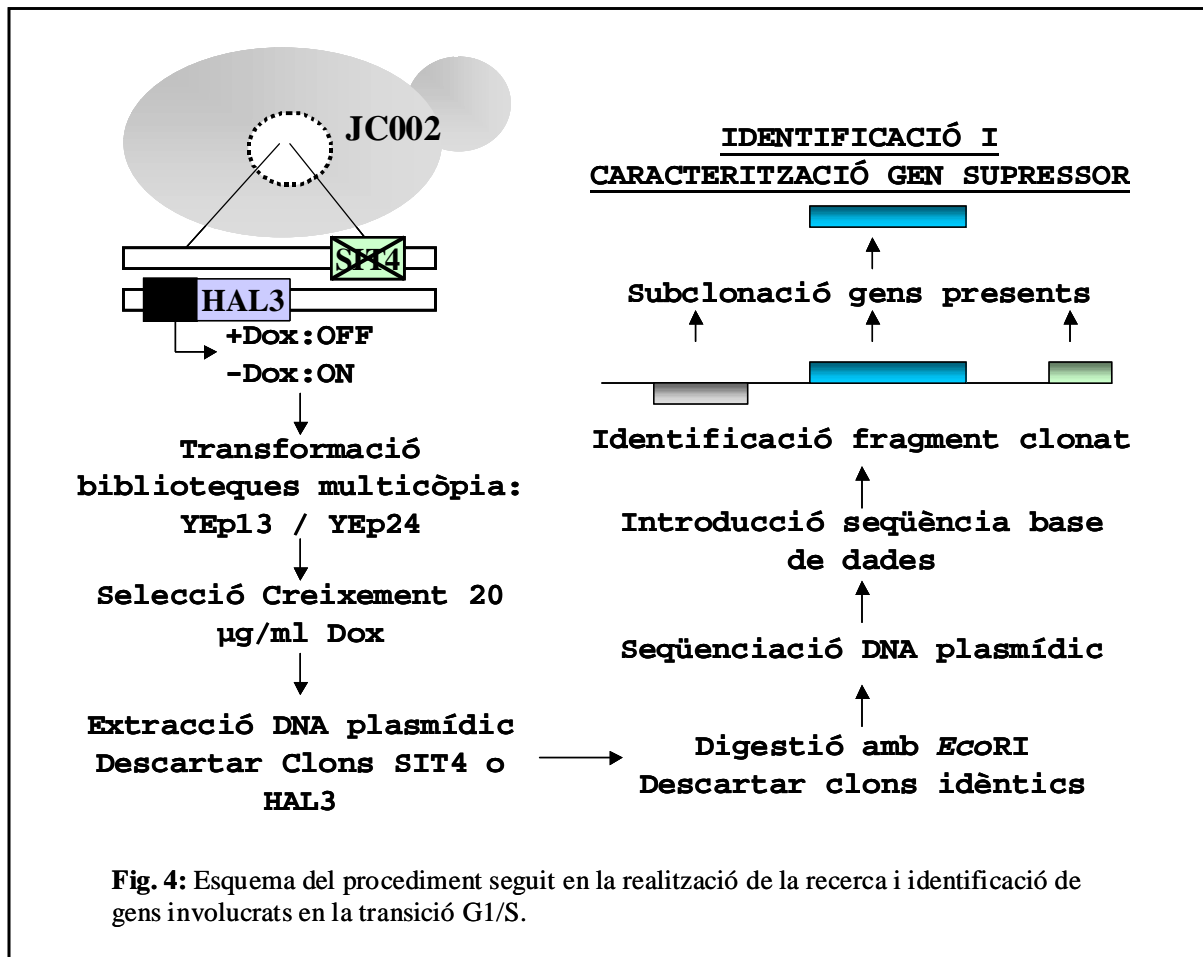 JC002
SIT4
HAL3
+Dox:OFF
-Dox:ON
Transformació
biblioteques multicòpia:
YEp13 / YEp24
Selecció Creixement 20
µg/ml Dox
Extracció DNA plasmídic
Descartar Clons SIT4 o
HAL3
Digestió amb EcoRI
Descartar clons idèntics
Seqüenciació DNA plasmídic
Introducció seqüència base
de dades
Identificació fragment clonat
Subclonació gens presents
IDENTIFICACIÓ I
CARACTERITZACIÓ GEN SUPRESSOR
Fig. 4: Esquema del procediment seguit en la realització de la recerca i identificació de
gens involucrats en la transició G1/S.